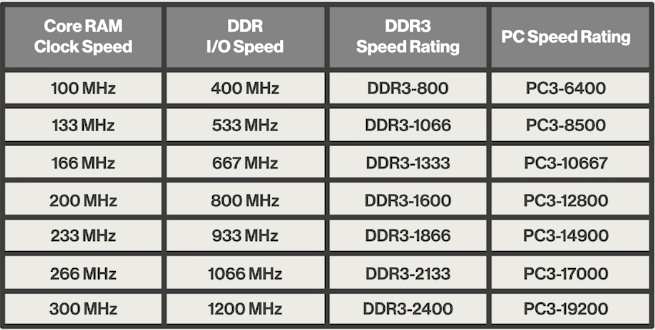 Core RAM Clock Speed DDR I/O Speed DDR3 Speed Rating PC Speed Rating
100 MHz 400 MHz DDR3-800 PC3-6400
133 MHz 533 MHz DDR3-1066 PC3-8500
166 MHz 667 MHz DDR3-1333 PC3-10667
200 MHz 800 MHz DDR3-1600 PC3-12800
233 MHz 933 MHz DDR3-1866 PC3-14900
266 MHz 1066 MHz DDR3-2133 PC3-17000
300 MHz 1200 MHz DDR3-2400 PC3-19200